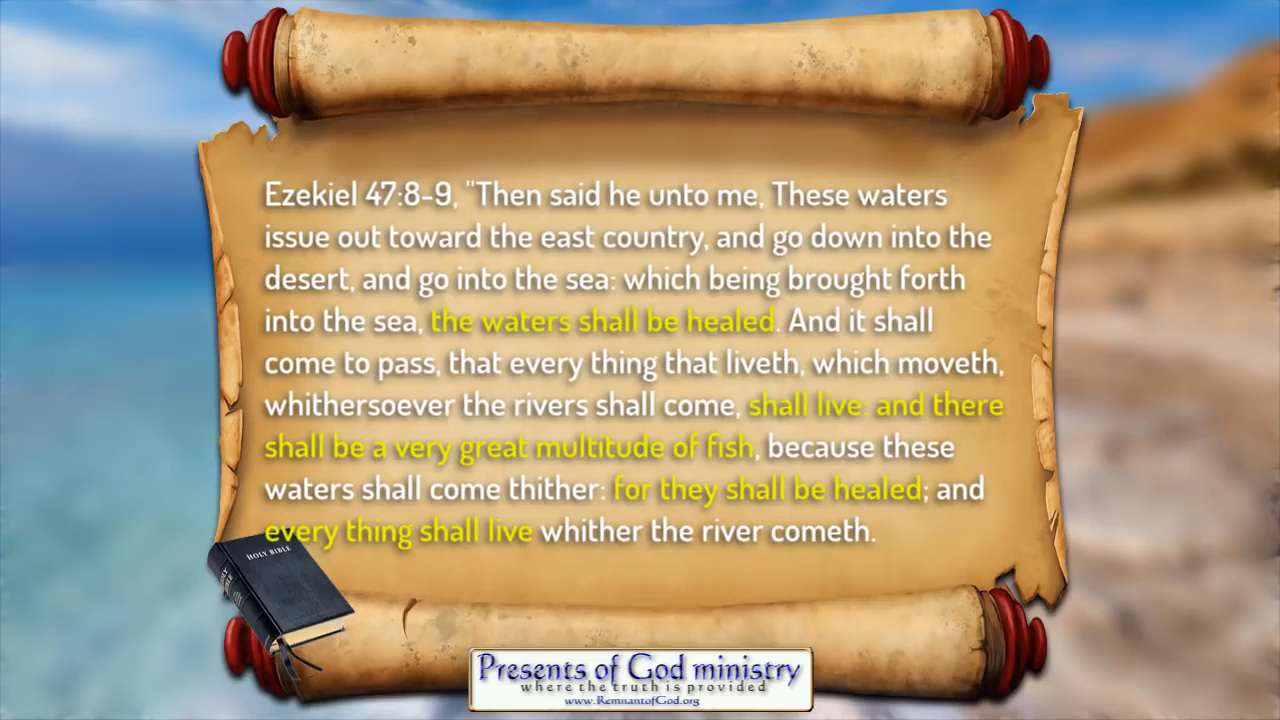 Ezekiel 47:8-9, "Then said he unto me, These waters
issue out toward the east country, and go down into the
desert, and go into the sea: which being brought forth
into the sea, the waters shall be healed. And it shall
come to pass, that every thing that liveth, which moveth,
whithersoever the rivers shall come, shall live: and there
shall be a very great multitude of fish, because these
waters shall come thither: for they shall be healed; and
every thing shall live whither the river cometh.
HOLY BIBLE
Presents of God ministry
where the truth is provided
www.RemnantofGod.org